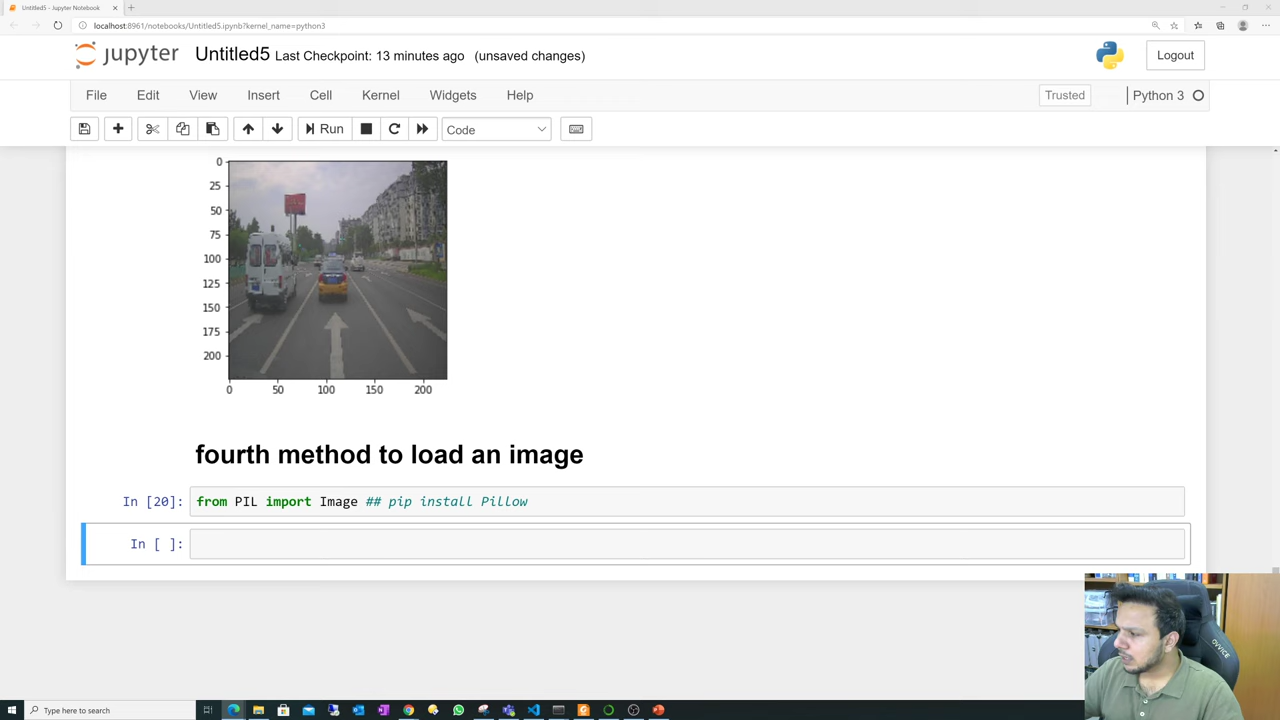 Untitled5 - Jupyter Notebook
localhost:8961/notebooks/Untitled5.ipynb?kernel_name=python3
jupyter Untitled5 Last Checkpoint: 13 minutes ago (unsaved changes)
Logout
File Edit View Insert Cell Kernel Widgets Help
Trusted
Python 3
Run
Code
0
25
50
75
100
125
150
175
200
0 50 100 150 200
fourth method to load an image
In [20]: from PIL import Image ## pip install Pillow
In [ ]:
OVVICE
Type here to search